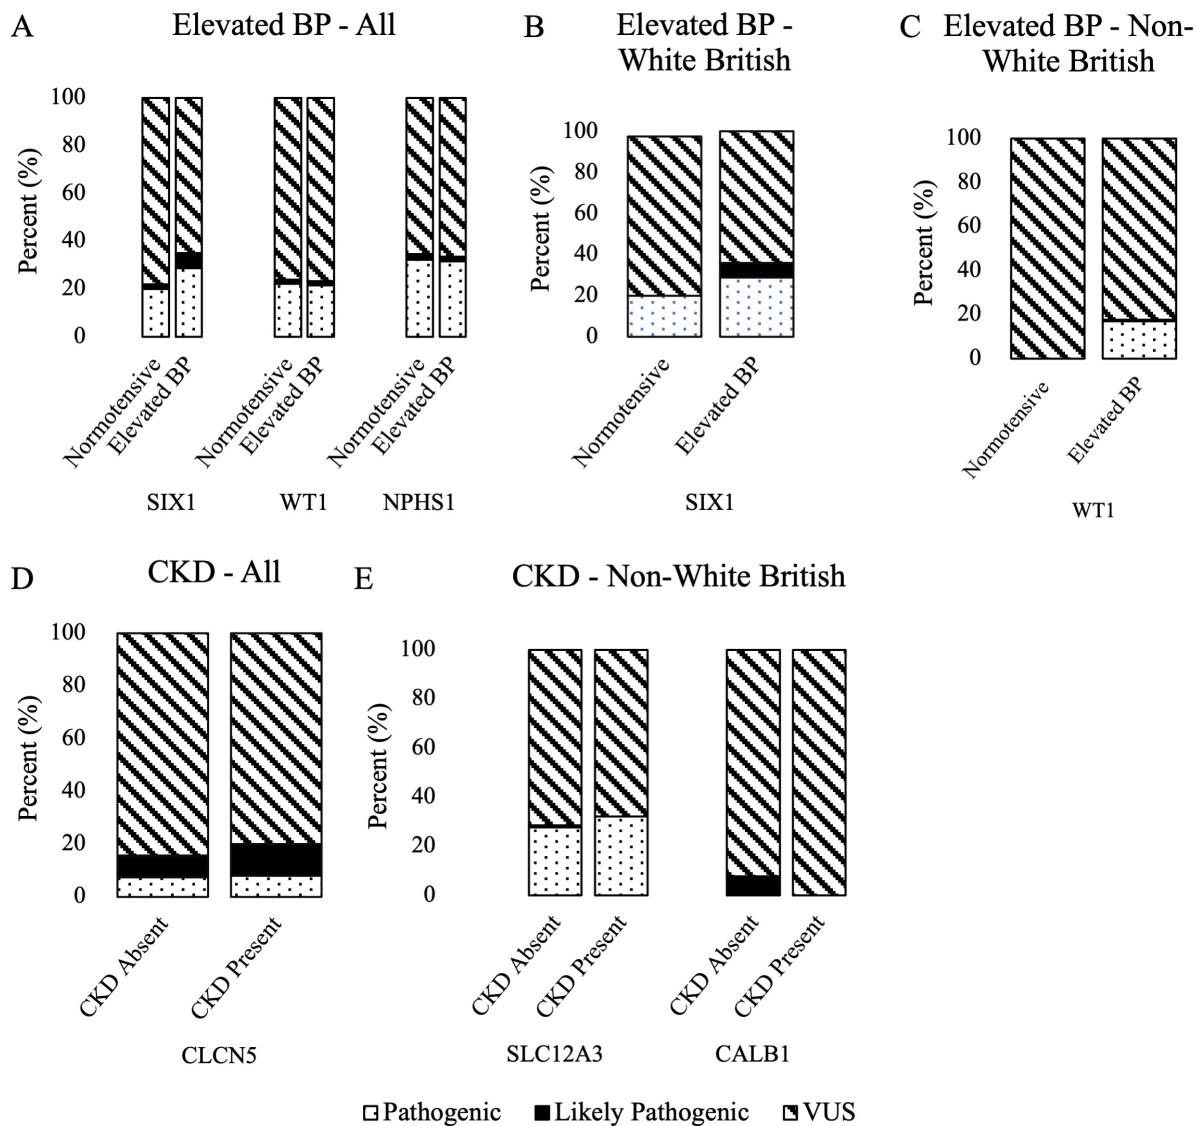 A
Elevated BP - All
Percent (%)
100
80
60
40
20
0
Normotensive
Elevated BP
Normotensive
Elevated BP
Normotensive
Elevated BP
SIX1
WT1
NPHS1
B
Elevated BP -
White British
Percent (%)
100
80
60
40
20
0
Normotensive
Elevated BP
SIX1
C
Elevated BP - Non-
White British
Percent (%)
100
80
60
40
20
0
Normotensive
Elevated BP
WT1
D
CKD - All
Percent (%)
100
80
60
40
20
0
CKD Absent
CKD Present
CLCN5
E
CKD - Non-White British
Percent (%)
100
80
60
40
20
0
CKD Absent
CKD Present
CKD Absent
CKD Present
SLC12A3
CALB1
Pathogenic
Likely Pathogenic
VUS